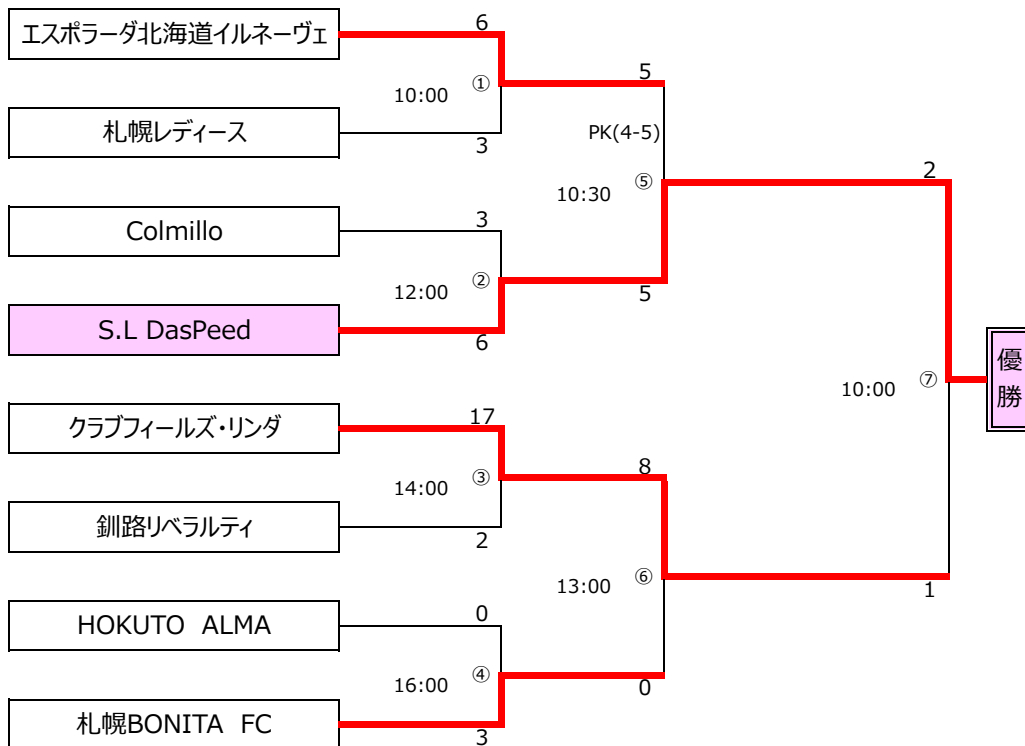 エスポラーダ北海道イルネーヴェ
6
10:00 ①
5
札幌レディース
3
PK(4-5)
10:30 ⑤
2
Colmillo
3
12:00 ②
5
S.L DasPeed
6
10:00 ⑦
優
勝
クラブフィールズ・リンダ
17
14:00 ③
8
釧路リベラルティ
2
13:00 ⑥
1
HOKUTO ALMA
0
16:00 ④
0
札幌BONITA FC
3